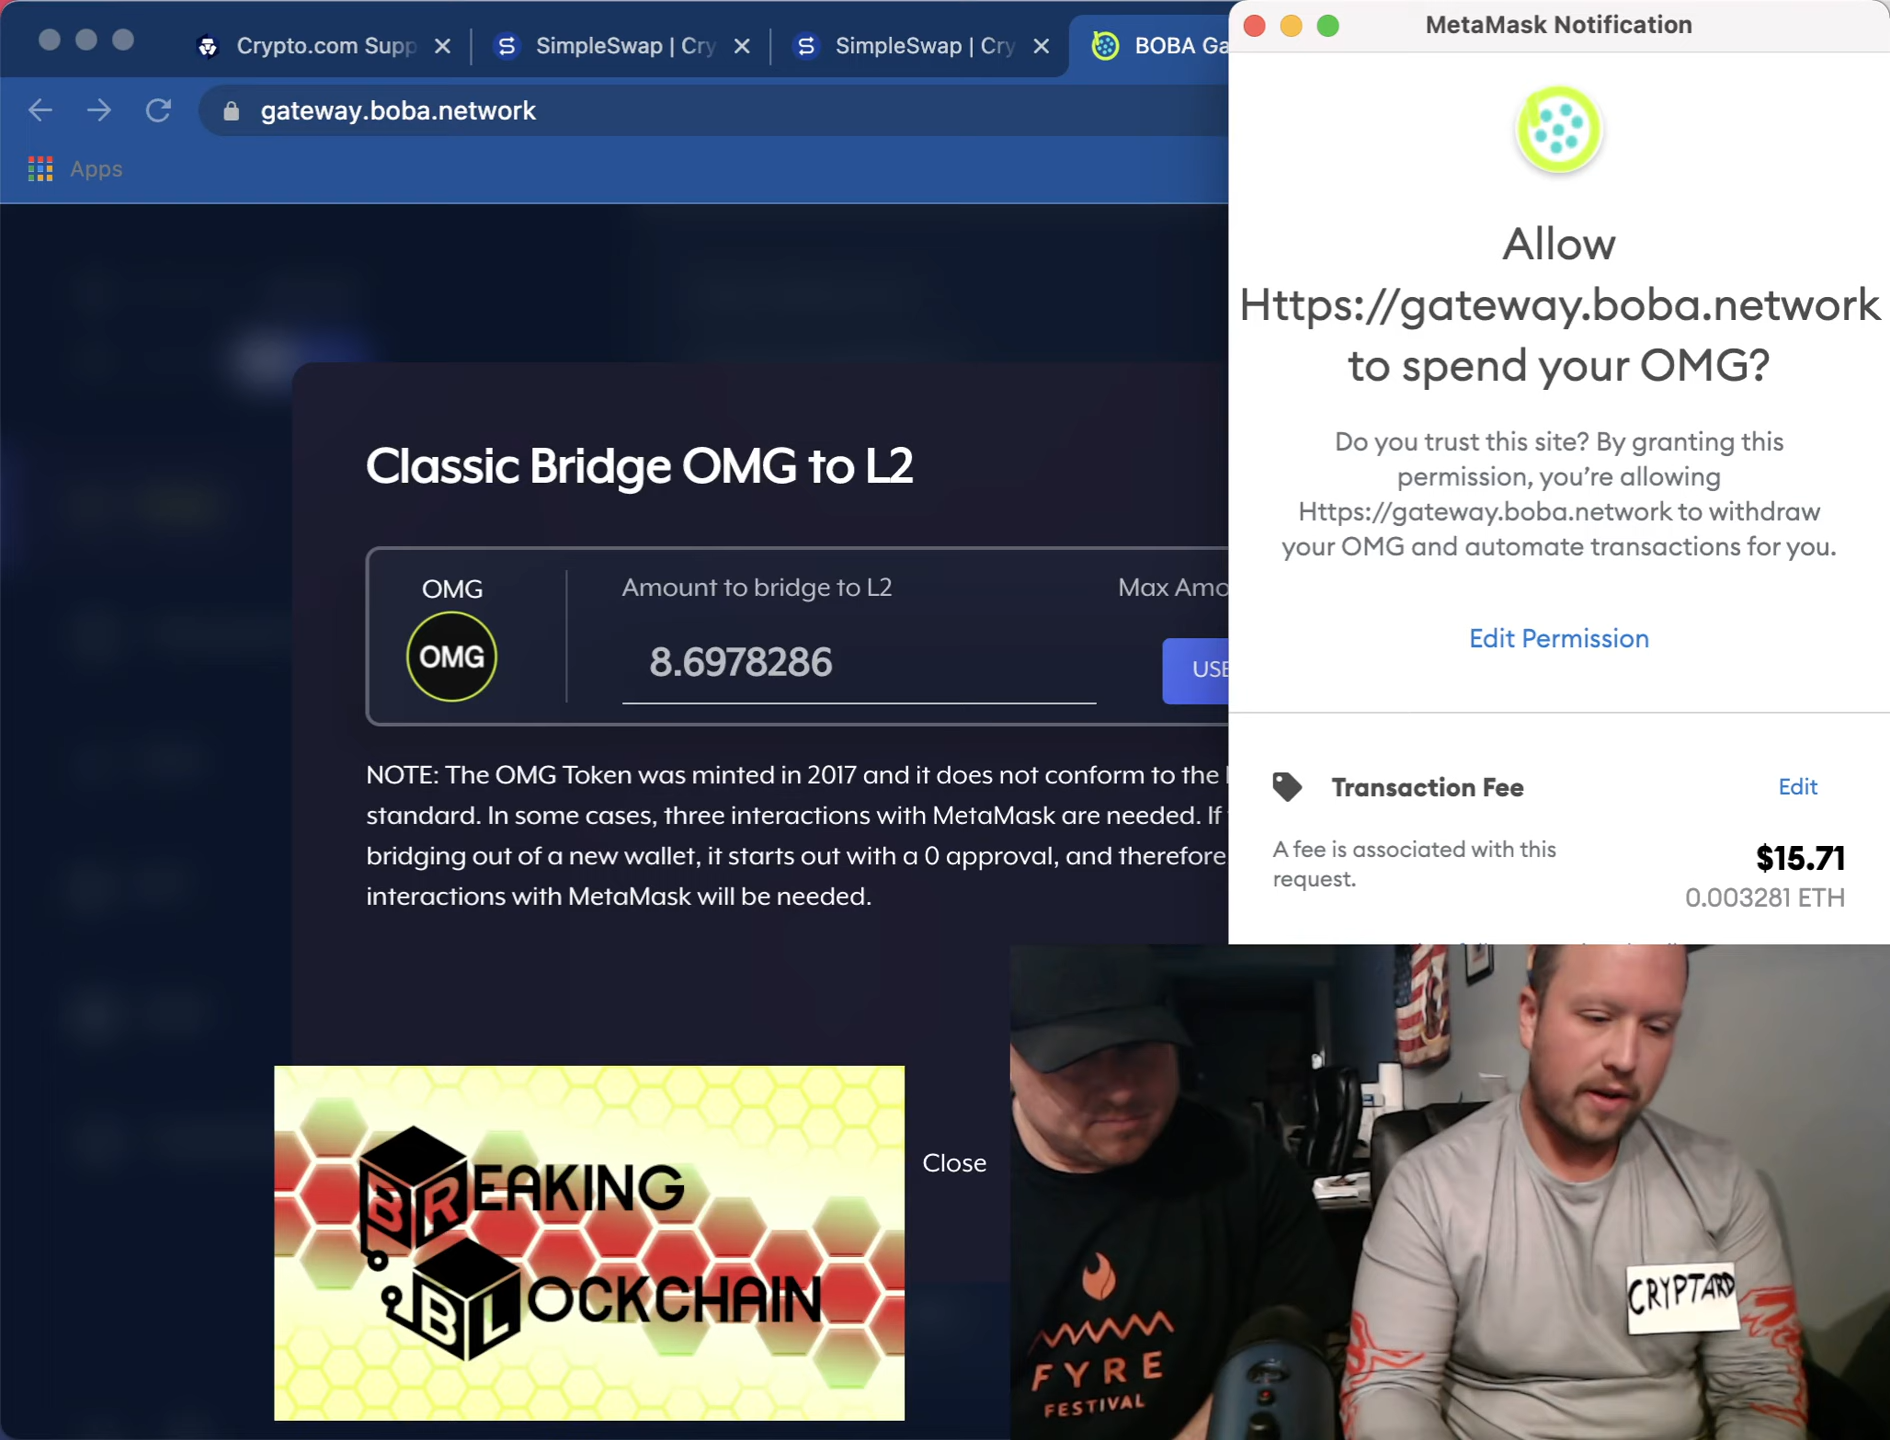 Crypto.com Supp
SimpleSwap | Cry
SimpleSwap | Cry
BOBA Ga
MetaMask Notification
gateway.boba.network
Apps
Allow
Https://gateway.boba.network
to spend your OMG?
Do you trust this site? By granting this
permission, you're allowing
Https://gateway.boba.network to withdraw
your OMG and automate transactions for you.
Edit Permission
Transaction Fee
Edit
A fee is associated with this
request.
$15.71
0.003281 ETH
Classic Bridge OMG to L2
OMG
OMG
Amount to bridge to L2
8.6978286
Max Amo
USE
NOTE: The OMG Token was minted in 2017 and it does not conform to the
standard. In some cases, three interactions with MetaMask are needed. If
bridging out of a new wallet, it starts out with a 0 approval, and therefore
interactions with MetaMask will be needed.
Close
BREAKING
BLOCKCHAIN
FYRE
FESTIVAL
CRYPTARD